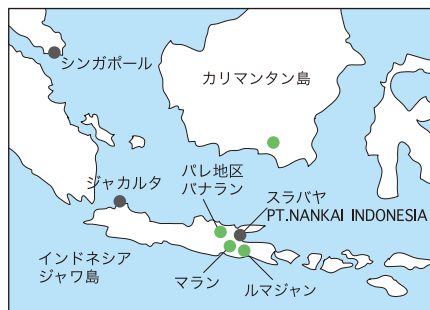 シンガポール
カリマンタン島
パレ地区
バナラン
ジャカルタ
スラバヤ
PT.NANKAI INDONESIA
インドネシア
ジャワ島
マラン
ルマジャン